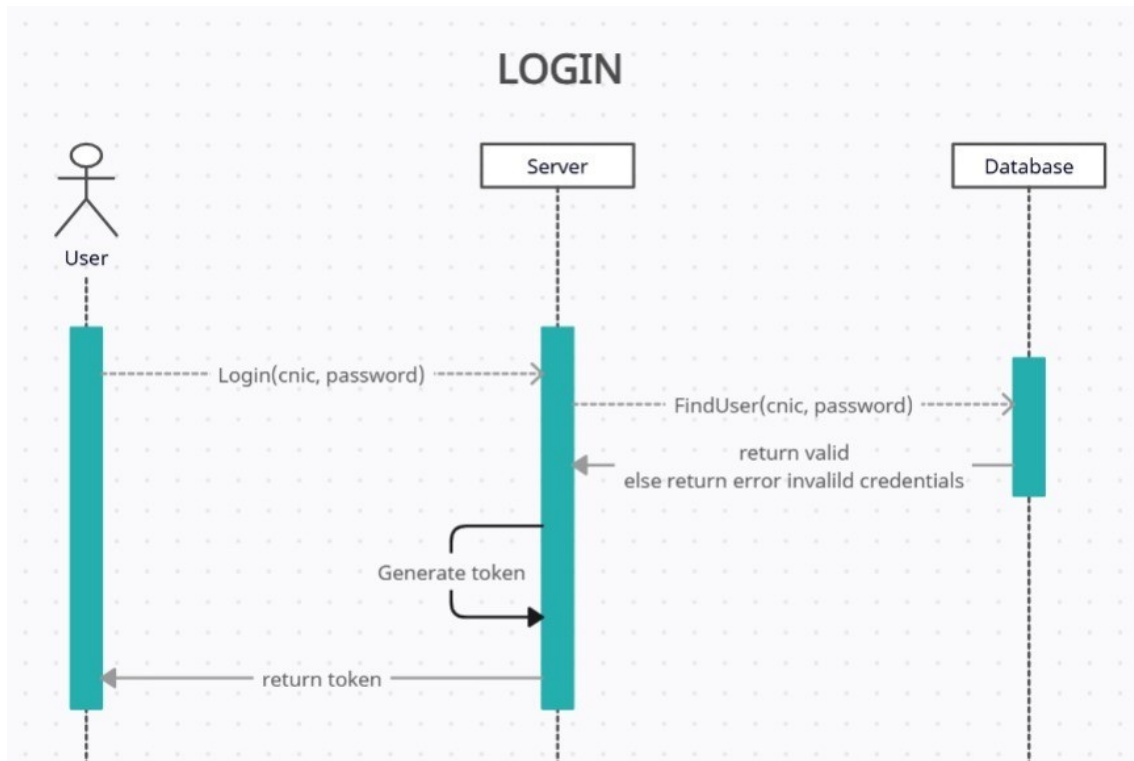 LOGIN
Server
Database
User
Login(cnic, password)
FindUser(cnic, password)
return valid
else return error invalild credentials
Generate token
return token